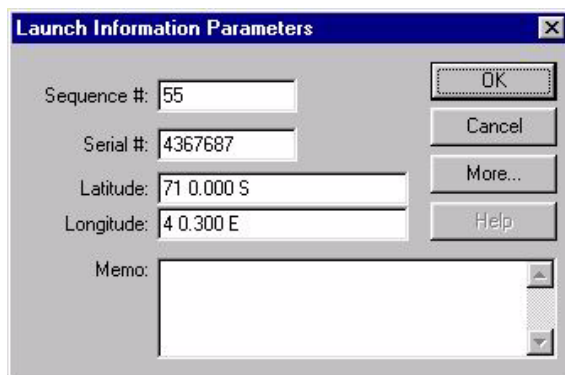 Launch Information Parameters
Sequence #: 55
OK
Serial #: 4367687
Cancel
Latitude: 71 0.000 S
More...
Longitude: 4 0.300 E
Help
Memo: